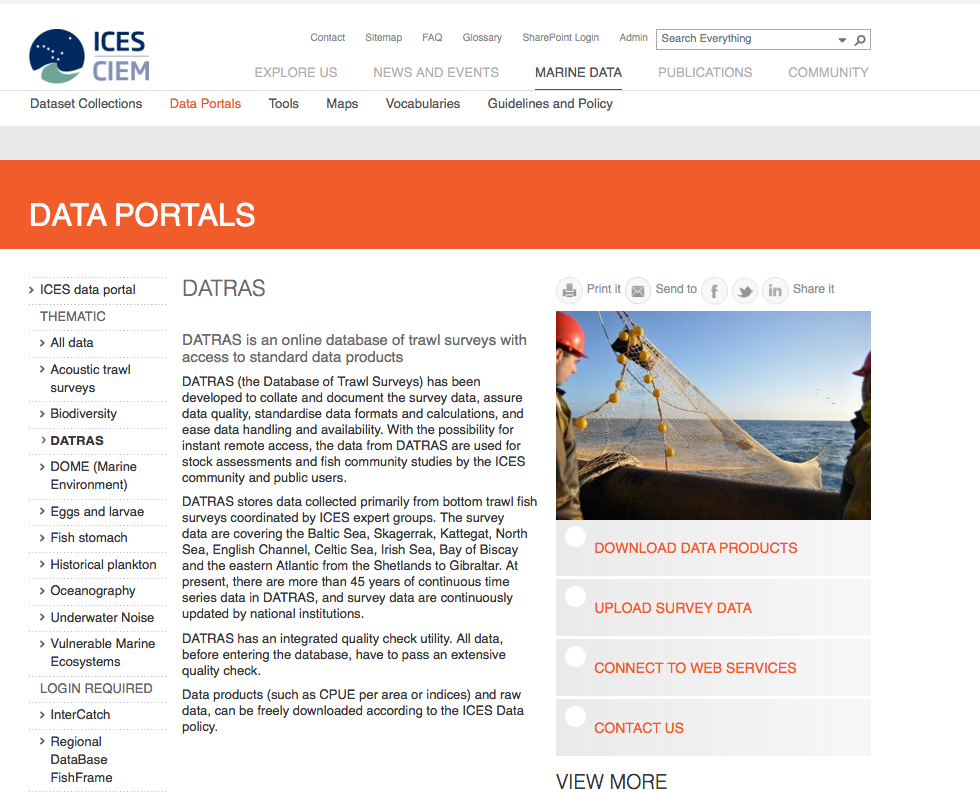 ICES
CIEM
Contact
Sitemap
FAQ
Glossary
SharePoint Login
Admin
Search Everything
EXPLORE US
NEWS AND EVENTS
MARINE DATA
PUBLICATIONS
COMMUNITY
Dataset Collections
Data Portals
Tools
Maps
Vocabularies
Guidelines and Policy
DATA PORTALS
ICES data portal
THEMATIC
All data
Acoustic trawl
surveys
Biodiversity
DATRAS
DOME (Marine
Environment)
Eggs and larvae
Fish stomach
Historical plankton
Oceanography
Underwater Noise
Vulnerable Marine
Ecosystems
LOGIN REQUIRED
InterCatch
Regional
DataBase
FishFrame
DATRAS
DATRAS is an online database of trawl surveys with
access to standard data products
DATRAS (the Database of Trawl Surveys) has been
developed to collate and document the survey data, assure
data quality, standardise data formats and calculations, and
ease data handling and availability. With the possibility for
instant remote access, the data from DATRAS are used for
stock assessments and fish community studies by the ICES
community and public users.
DATRAS stores data collected primarily from bottom trawl fish
surveys coordinated by ICES expert groups. The survey
data are covering the Baltic Sea, Skagerrak, Kattegat, North
Sea, English Channel, Celtic Sea, Irish Sea, Bay of Biscay
and the eastern Atlantic from the Shetlands to Gibraltar. At
present, there are more than 45 years of continuous time
series data in DATRAS, and survey data are continuously
updated by national institutions.
DATRAS has an integrated quality check utility. All data,
before entering the database, have to pass an extensive
quality check.
Data products (such as CPUE per area or indices) and raw
data, can be freely downloaded according to the ICES Data
policy.
Print it
Send to
f
in
Share it
DOWNLOAD DATA PRODUCTS
UPLOAD SURVEY DATA
CONNECT TO WEB SERVICES
CONTACT US
VIEW MORE